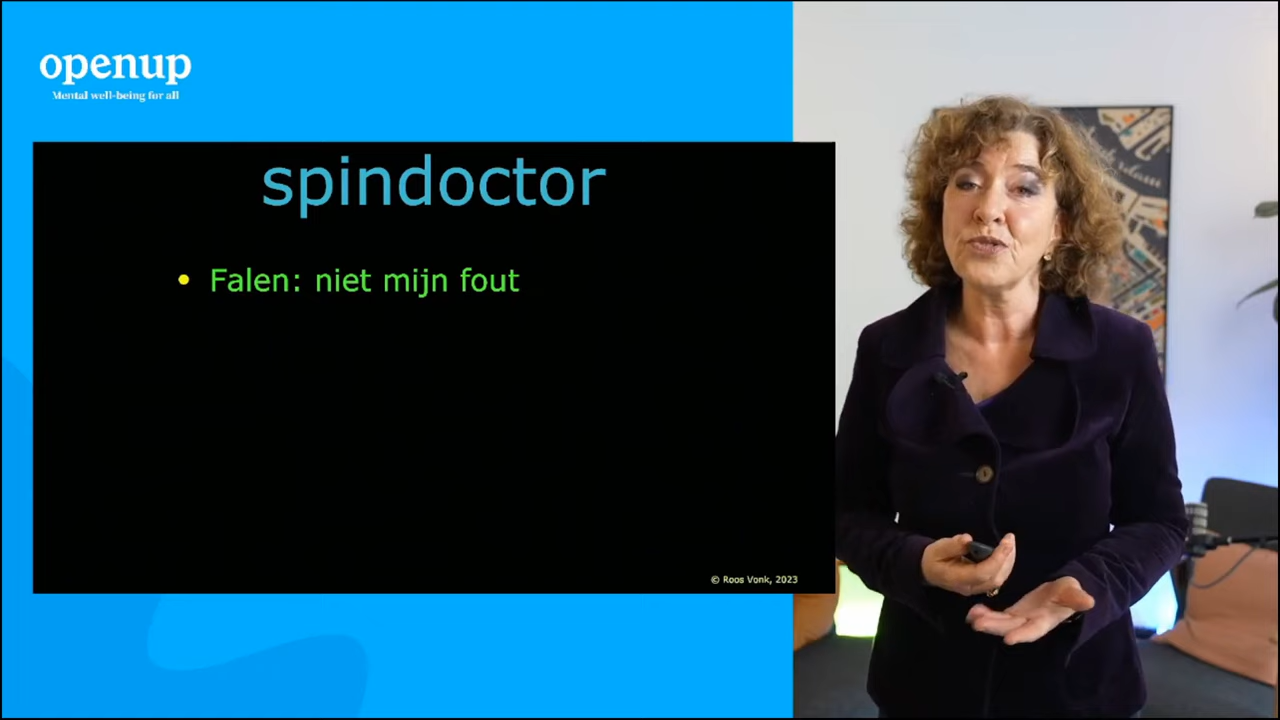 openup
Mental well-being for all
spindoctor
• Falen: niet mijn fout
© Roos Vonk, 2023